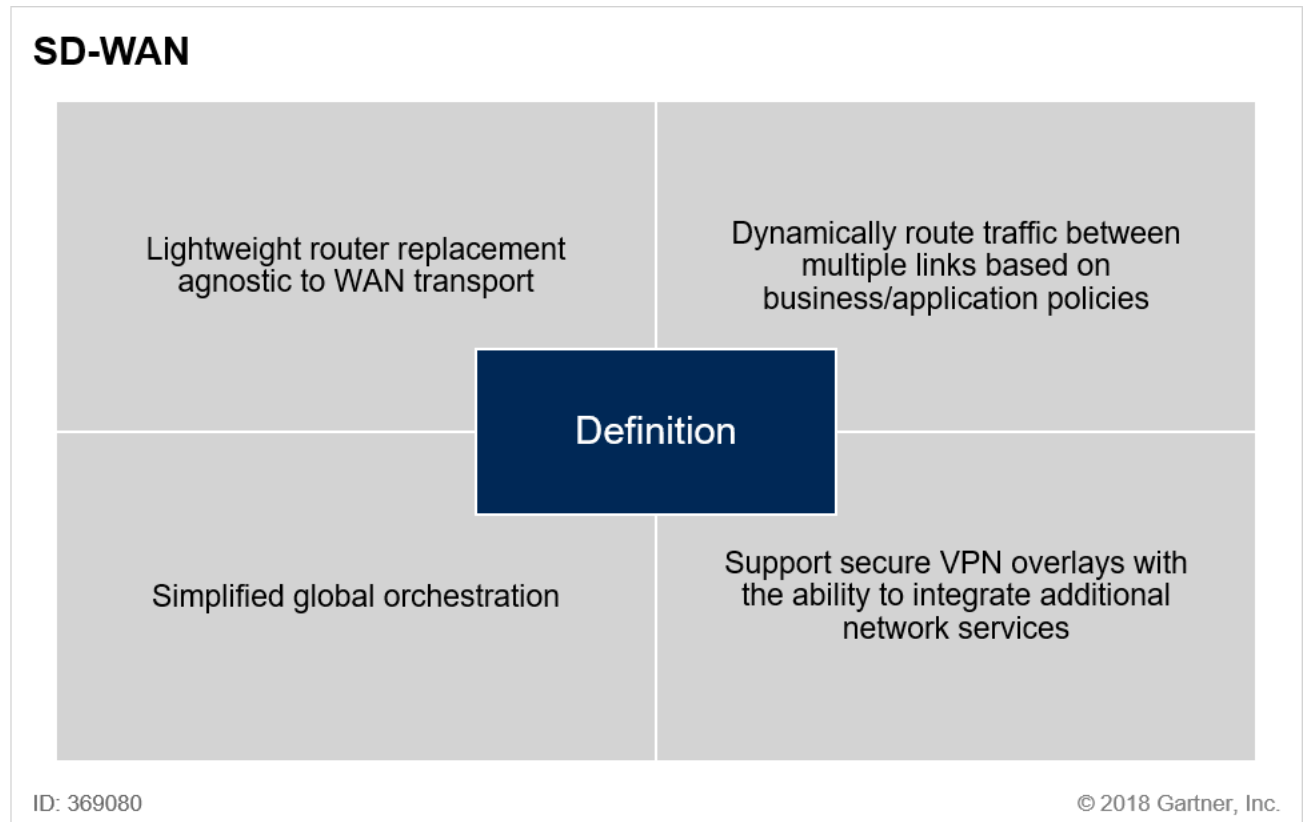 SD-WAN
Lightweight router replacement
agnostic to WAN transport
Dynamically route traffic between
multiple links based on
business/application policies
Definition
Simplified global orchestration
Support secure VPN overlays with
the ability to integrate additional
network services
ID: 369080
© 2018 Gartner, Inc.